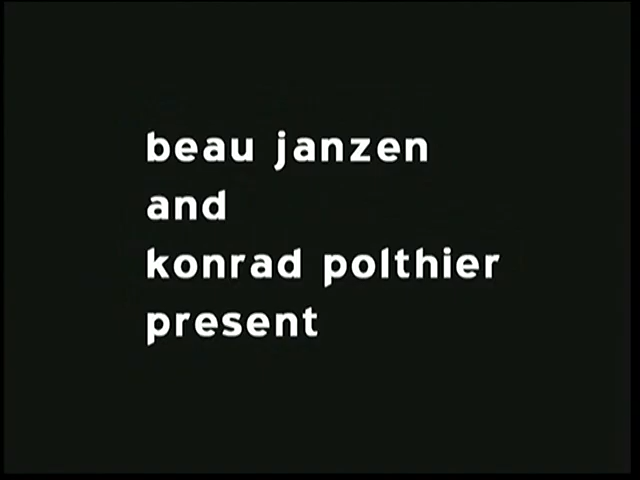 beau janzen
and
konrad polthier
present